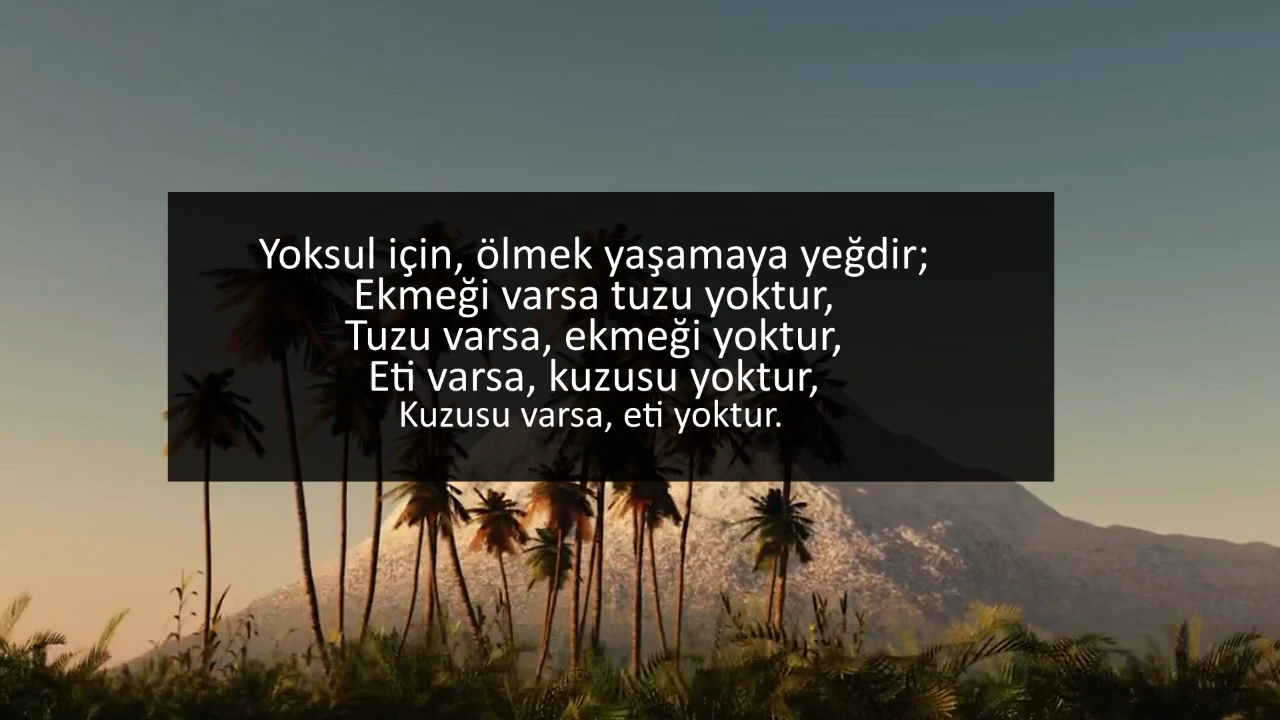 Yoksul için, ölmek yaşamaya yeğdir;
Ekmeği varsa tuzu yoktur,
Tuzu varsa, ekmeği yoktur,
Eti varsa, kuzusu yoktur,
Kuzusu varsa, eti yoktur.